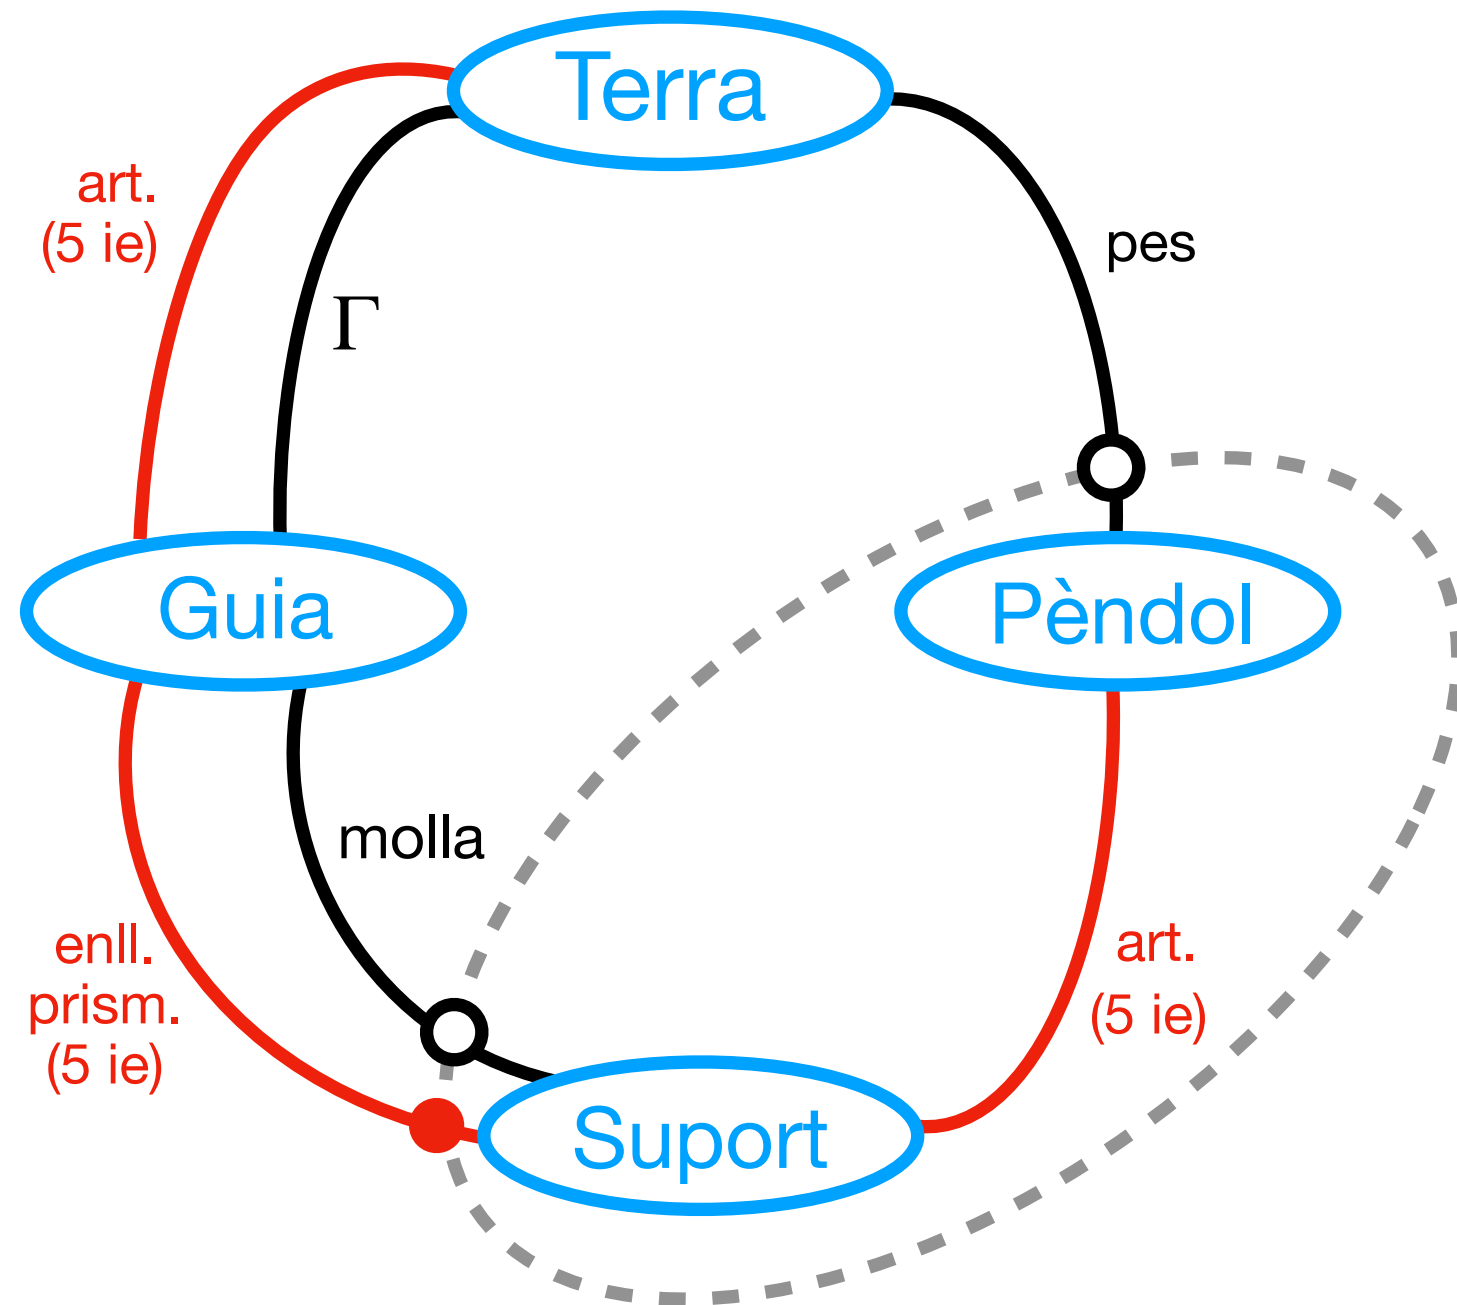 Terra
art.
(5 ie)
Γ
pes
Guia
Pèndol
molla
enll.
prism.
(5 ie)
art.
(5 ie)
Suport